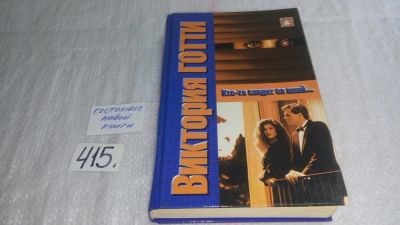 Виктория ГОТТИ
Кто-то следит за мной...
состояние
новой
книги
415.